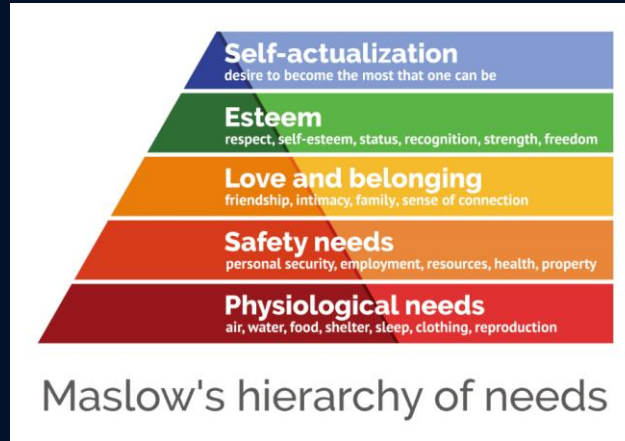 Self-actualization
desire to become the most that one can be
Esteem
respect, self-esteem, status, recognition, strength, freedom
Love and belonging
friendship, intimacy, family, sense of connection
Safety needs
personal security, employment, resources, health, property
Physiological needs
air, water, food, shelter, sleep, clothing, reproduction
Maslow's hierarchy of needs